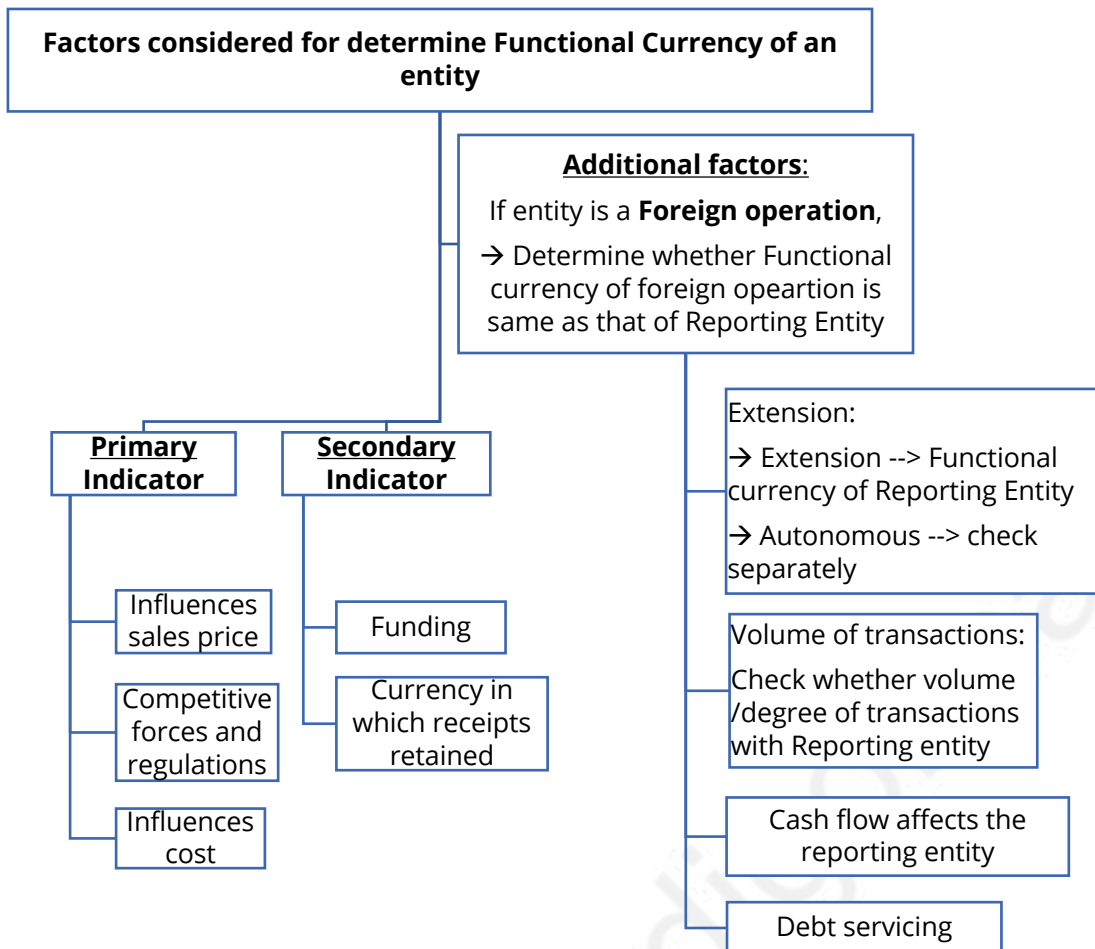 Factors considered for determine Functional Currency of an
entity
Additional factors:
If entity is a Foreign operation,
→ Determine whether Functional
currency of foreign opeartion is
same as that of Reporting Entity
Primary
Indicator
Influences
sales price
Competitive
forces and
regulations
Influences
cost
Secondary
Indicator
Funding
Currency in
which receipts
retained
Extension:
→ Extension --> Functional
currency of Reporting Entity
→ Autonomous --> check
separately
Volume of transactions:
Check whether volume
/degree of transactions
with Reporting entity
Cash flow affects the
reporting entity
Debt servicing